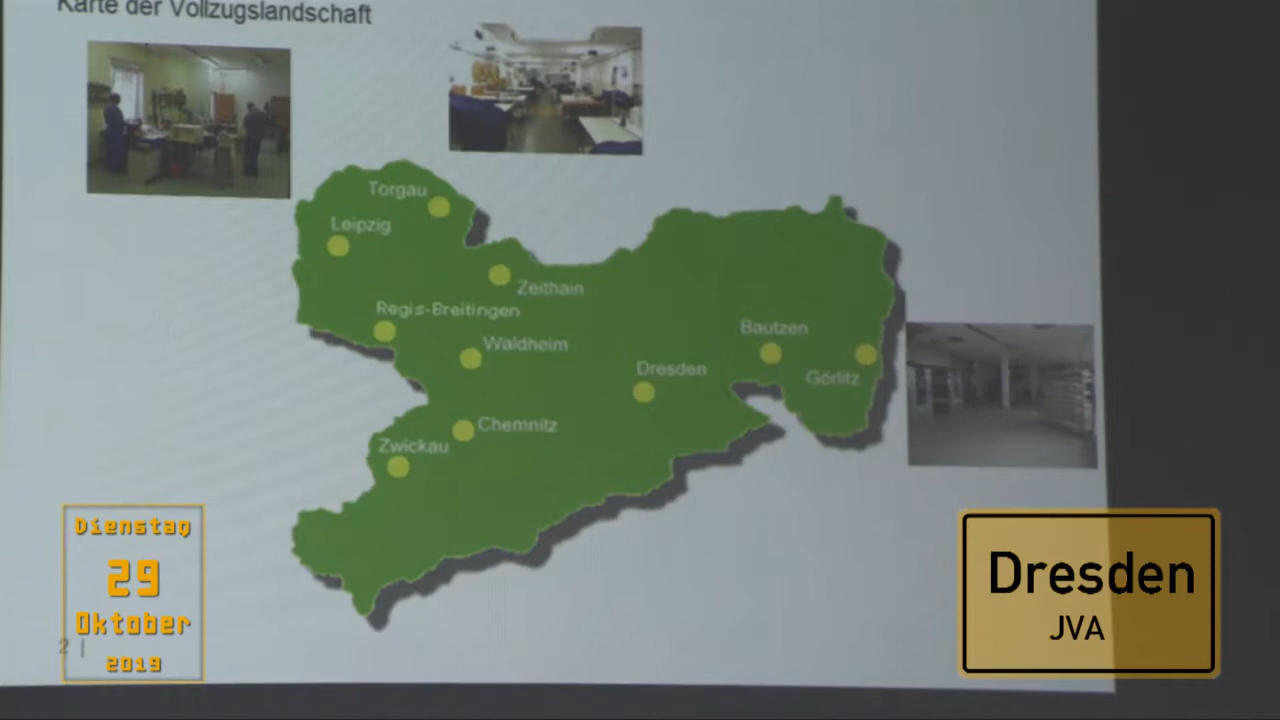 Karte der Vollzugslandschaft
Torgau
Leipzig
Zeithain
Regis-Breitingen
Waldheim
Bautzen
Dresden
Görlitz
Chemnitz
Zwickau
Dienstag
29
Oktober
2019
2 |
Dresden
JVA